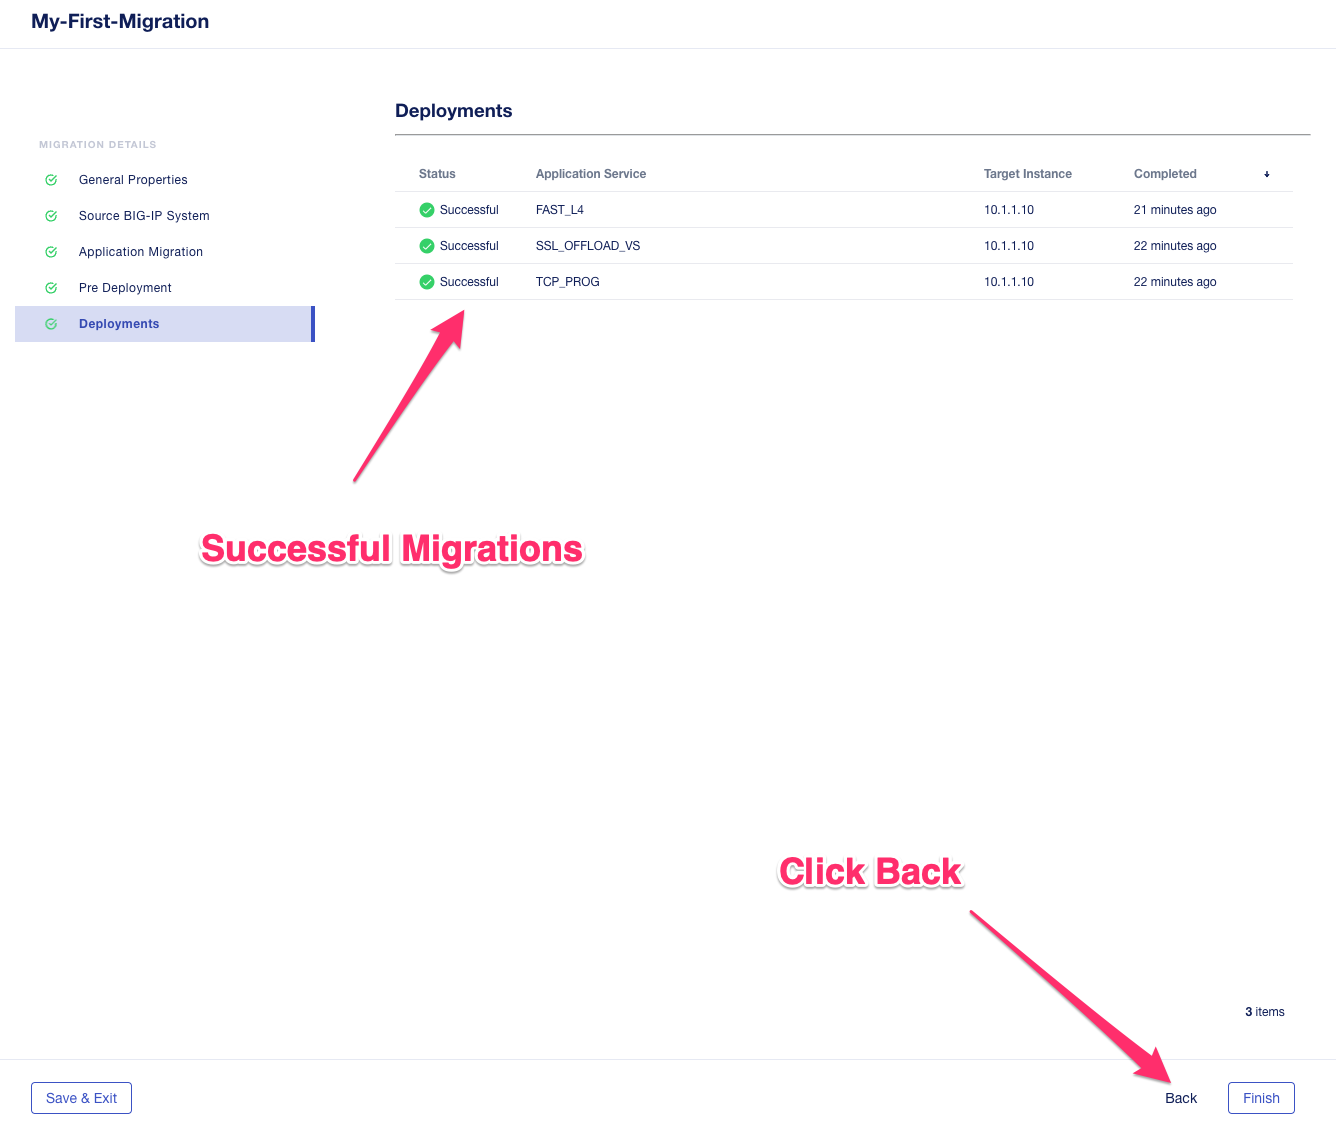 My-First-Migration
MIGRATION DETAILS
General Properties
Source BIG-IP System
Application Migration
Pre Deployment
Deployments
Deployments
Status Application Service Target Instance Completed
Successful FAST_L4 10.1.1.10 21 minutes ago
Successful SSL_OFFLOAD_VS 10.1.1.10 22 minutes ago
Successful TCP_PROG 10.1.1.10 22 minutes ago
Successful Migrations
Click Back
3 items
Save & Exit Back Finish